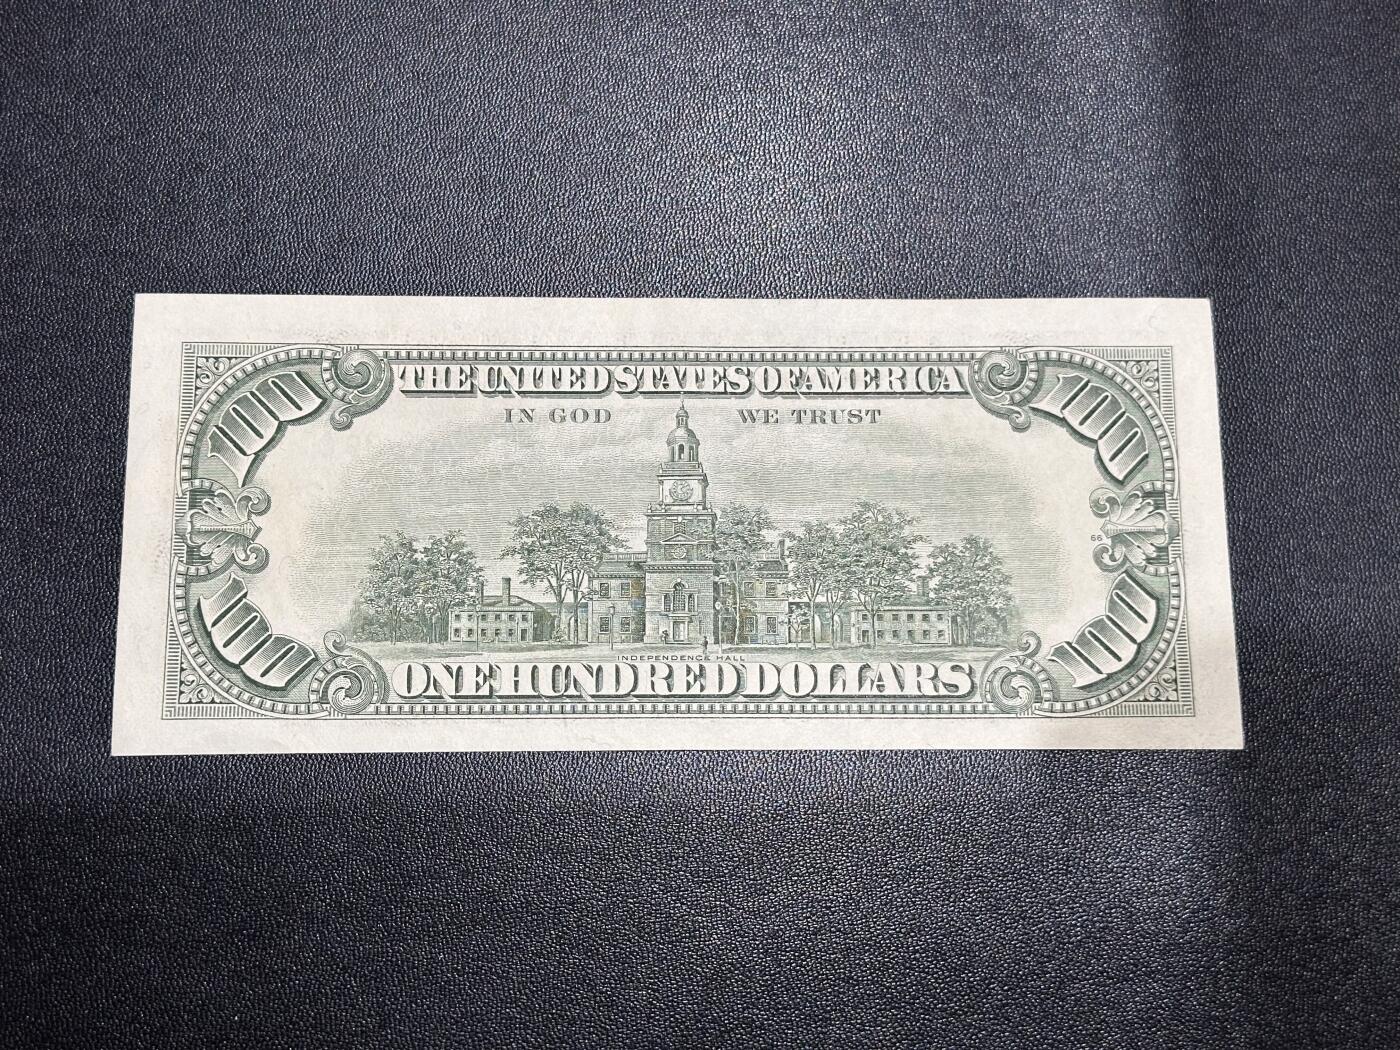 THE UNITED STATES OF AMERICA
100
100
IN GOD WE TRUST
66
INDEPENDENCE HALL
100
100
ONE HUNDRED DOLLARS